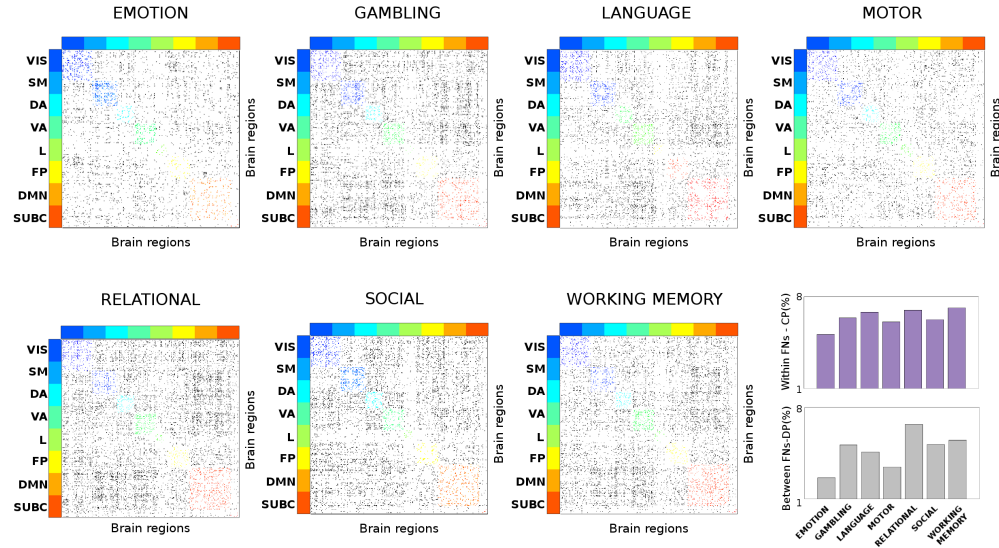 EMOTION
GAMBLING
LANGUAGE
MOTOR
VIS
SM
DA
VA
L
FP
DMN
SUBC
Brain regions
Brain regions
VIS
SM
DA
VA
L
FP
DMN
SUBC
Brain regions
Brain regions
VIS
SM
DA
VA
L
FP
DMN
SUBC
Brain regions
Brain regions
VIS
SM
DA
VA
L
FP
DMN
SUBC
Brain regions
Brain regions
RELATIONAL
SOCIAL
WORKING MEMORY
VIS
SM
DA
VA
L
FP
DMN
SUBC
Brain regions
Brain regions
VIS
SM
DA
VA
L
FP
DMN
SUBC
Brain regions
Brain regions
VIS
SM
DA
VA
L
FP
DMN
SUBC
Brain regions
Brain regions
8
Within FNs - CP(%)
1
8
Between FNs-DP(%)
1
EMOTION
GAMBLING
LANGUAGE
MOTOR
RELATIONAL
SOCIAL
WORKING
MEMORY